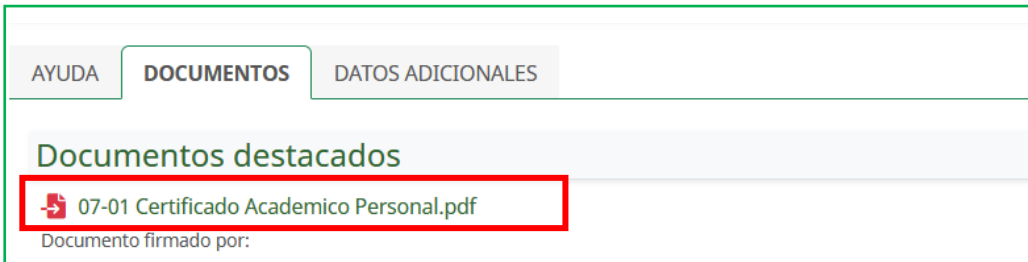 AYUDA DOCUMENTOS DATOS ADICIONALES
Documentos destacados
07-01 Certificado Academico Personal.pdf
Documento firmado por: